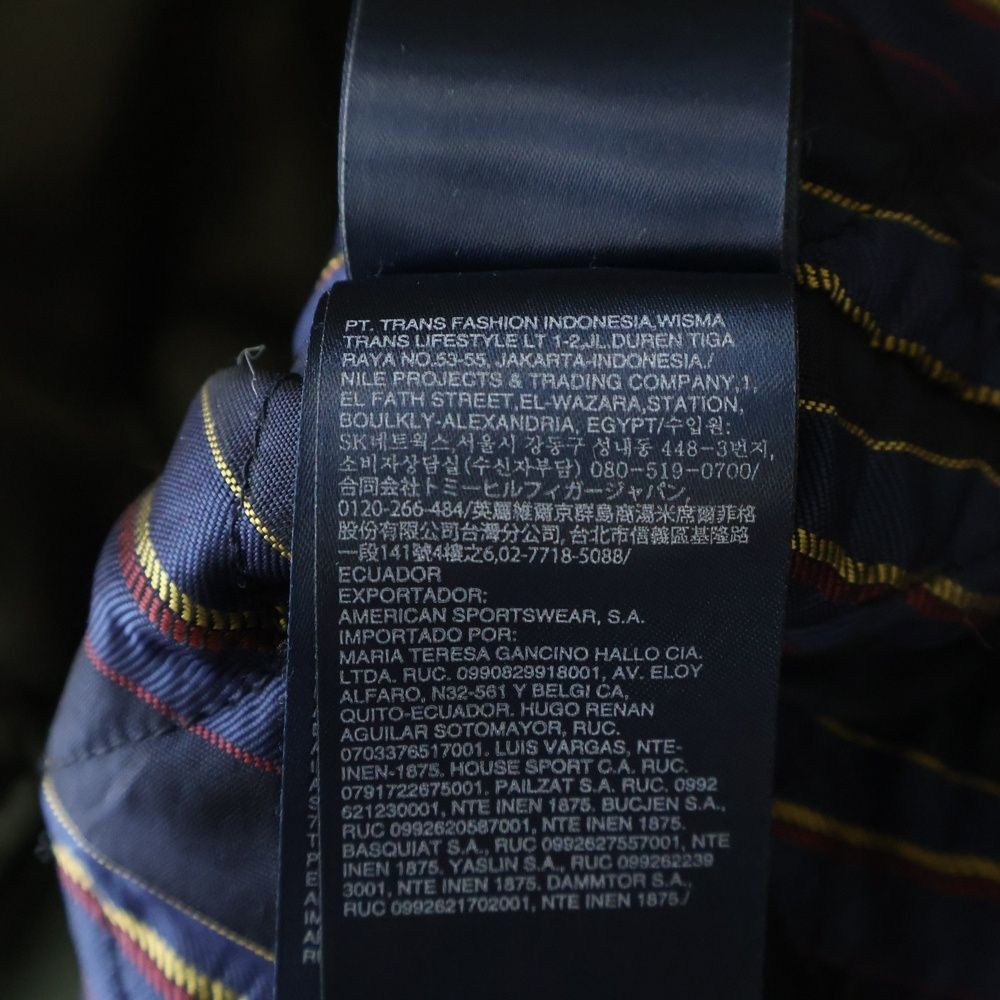 PT. TRANS FASHION INDONESIA,WISMA
TRANS LIFESTYLE LT 1-2,JL.DUREN TIGA
RAYA NO.53-55, JAKARTA-INDONESIA/
NILE PROJECTS & TRADING COMPANY,1,
EL FATH STREET,EL-WAZARA,STATION,
BOULKLY-ALEXANDRIA, EGYPT/수입원:
SK네트웍스 서울시 강동구 성내동 448-3번지,
소비자상담실(수신자부담) 080-519-0700/
合同会社トミーヒルフィガージャパン,
0120-266-484/英屬維爾京群島商湯米席爾菲格
股份有限公司台灣分公司, 台北市信義區基隆路
一段141號4樓之6,02-7718-5088/
ECUADOR
EXPORTADOR:
AMERICAN SPORTSWEAR, S.A.
IMPORTADO POR:
MARIA TERESA GANCINO HALLO CIA.
LTDA. RUC. 0990829918001, AV. ELOY
ALFARO, N32-561 Y BELGI CA,
QUITO-ECUADOR. HUGO RENAN
AGUILAR SOTOMAYOR, RUC.
0703376517001. LUIS VARGAS, NTE-
INEN-1875. HOUSE SPORT C.A. RUC.
0791722675001. PAILZAT S.A. RUC. 0992
621230001, NTE INEN 1875. BUCJEN S.A.,
RUC 0992620587001, NTE INEN 1875.
BASQUIAT S.A., RUC 0992627557001, NTE
INEN 1875. YASLIN S.A., RUC 099262239
3001, NTE INEN 1875. DAMMTOR S.A.,
RUC 0992621702001, NTE INEN 1875./